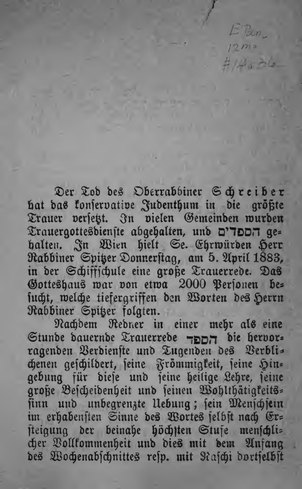 12mo
Der Tod des Oberrabbiner Schreiber
hat das konservative Judenthum in die größte
Trauer versetzt. In vielen Gemeinden wurden
Trauergottesdienste abgehalten, und הספדים ge-
halten. In Wien hielt Se. Ehrwürden Herr
Rabbiner Spitzer Donnerstag, am 5. April 1883,
in der Schiffschule eine große Trauerrede. Das
Gotteshaus war von etwa 2000 Personen be-
sucht, welche tiefergriffen den Worten des Herrn
Rabbiner Spitzer folgten.
Nachdem Redner in einer mehr als eine
Stunde dauernde Trauerrede הספד die hervor-
ragenden Verdienste und Tugenden des Verbli-
chenen geschildert, seine Frömmigkeit, seine Hin-
gebung für diese und seine heilige Lehre, seine
große Bescheidenheit und seinen Wohlthätigkeits-
sinn und unbegrenzte Uebung; sein Menschsein
im erhabensten Sinne des Wortes selbst nach Er-
steigung der beinahe höchsten Stufe menschli-
cher Vollkommenheit und dies mit dem Anfang
des Wochenabschnittes resp. mit Raschi dortselbst